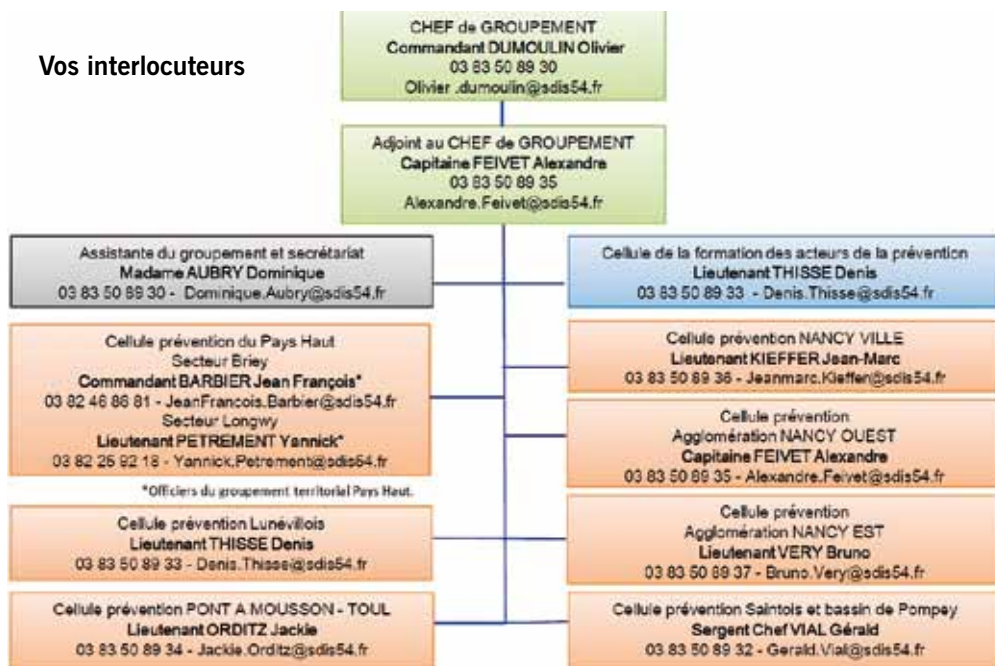 Vos interlocuteurs
CHEF de GROUPEMENT
Commandant DUMOULIN Olivier
03 83 50 89 30
Olivier .dumoulin@sdis54.fr
Adjoint au CHEF de GROUPEMENT
Capitaine FEIVET Alexandre
03 83 50 89 35
Alexandre.Feivet@sdis54.fr
Assistante du groupement et secrétariat
Madame AUBRY Dominique
03 83 50 89 30 - Dominique.Aubry@sdis54.fr
Cellule de la formation des acteurs de la prévention
Lieutenant THISSE Denis
03 83 50 89 33 - Denis.Thisse@sdis54.fr
Cellule prévention du Pays Haut
Secteur Briey
Commandant BARBIER Jean François*
03 82 46 86 81 - JeanFrancois.Barbier@sdis54.fr
Secteur Longwy
Lieutenant PETREMENT Yannick*
03 82 25 92 18 - Yannick.Petrement@sdis54.fr
*Officiers du groupement territorial Pays Haut.
Cellule prévention NANCY VILLE
Lieutenant KIEFFER Jean-Marc
03 83 50 89 36 - Jeanmarc.Kieffer@sdis54.fr
Cellule prévention
Agglomération NANCY OUEST
Capitaine FEIVET Alexandre
03 83 50 89 35 - Alexandre.Feivet@sdis54.fr
Cellule prévention Lunévillois
Lieutenant THISSE Denis
03 83 50 89 33 - Denis.Thisse@sdis54.fr
Cellule prévention
Agglomération NANCY EST
Lieutenant VERY Bruno
03 83 50 89 37 - Bruno.Very@sdis54.fr
Cellule prévention PONT A MOUSSON - TOUL
Lieutenant ORDITZ Jackie
03 83 50 89 34 - Jackie.Orditz@sdis54.fr
Cellule prévention Saintois et bassin de Pompey
Sergent Chef VIAL Gérald
03 83 50 89 32 - Gerald.Vial@sdis54.fr